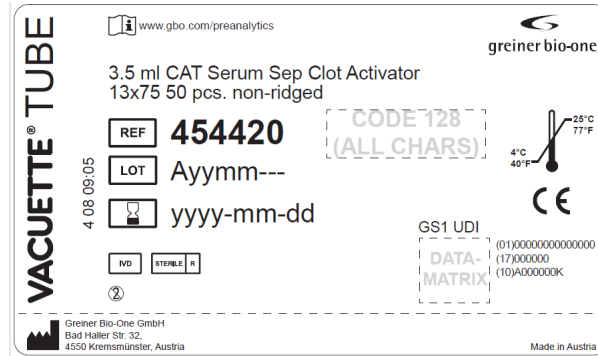 VACUETTE® TUBE
4 08 09:05
www.gbo.com/preanalytics
greiner bio-one
3.5 ml CAT Serum Sep Clot Activator
13x75 50 pcs. non-ridged
REF 454420
CODE 128
(ALL CHARS)
25°C
77°F
4°C
40°F
LOT Ayymm---
yyyy-mm-dd
CE
GS1 UDI
DATA-
MATRIX
(01)00000000000000
(17)000000
(10)A000000K
IVD STERILE R
2
Greiner Bio-One GmbH
Bad Haller Str. 32,
4550 Kremsmünster, Austria
Made in Austria